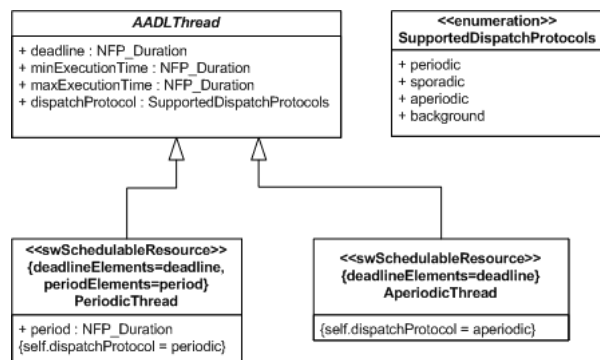 AADLThread
+ deadline : NFP_Duration
+ minExecutionTime : NFP_Duration
+ maxExecutionTime : NFP_Duration
+ dispatchProtocol : SupportedDispatchProtocols
<<enumeration>>
SupportedDispatchProtocols
+ periodic
+ sporadic
+ aperiodic
+ background
<<swSchedulableResource>>
{deadlineElements=deadline,
periodElements=period}
PeriodicThread
+ period : NFP_Duration
{self.dispatchProtocol = periodic}
<<swSchedulableResource>>
{deadlineElements=deadline}
AperiodicThread
{self.dispatchProtocol = aperiodic}